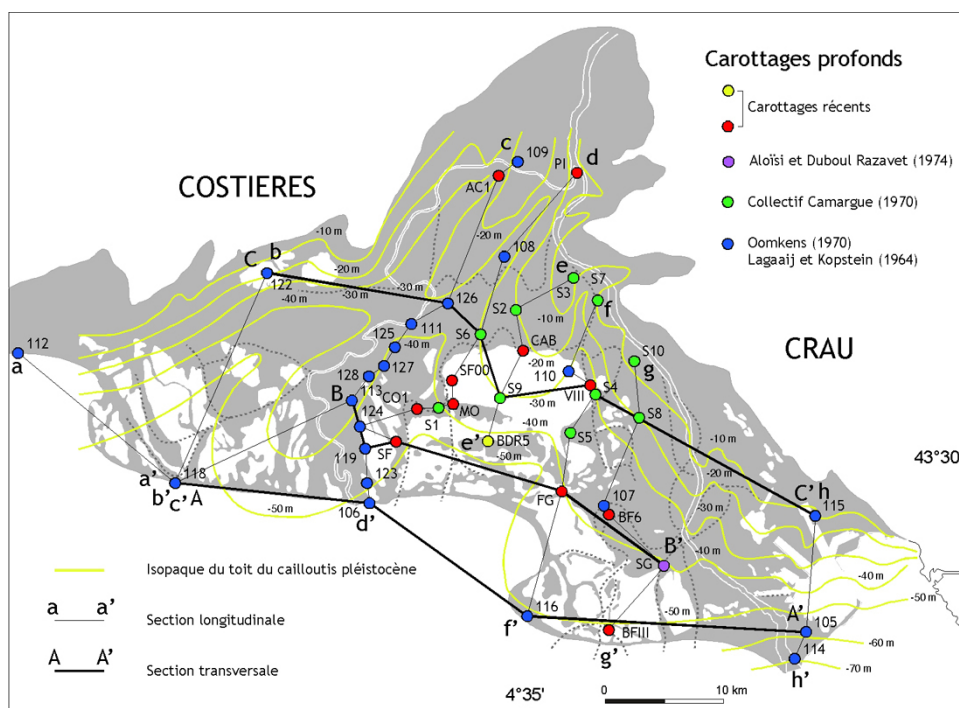 Carottages profonds
Carottages récents
Aloïsi et Duboul Razavet (1974)
Collectif Camargue (1970)
Oomkens (1970)
Lagaaij et Kopstein (1964)
COSTIERES
CRAU
c
109
d
PI
AC1
-20 m
108
-10 m
C b
122
-20 m
-30 m
-30 m
-40 m
e
S7
S3
f
S2
-10 m
126
111
S6
125
-40 m
127
CAB
-20 m
S10
g
112
a
128
113
SF00
110
S4
VIII
B
CO1
124
S1
MO
S9
-30 m
S8
-40 m
119
SF
e'
BDR5
-50 m
S5
-10 m
-20 m
43°30
a'
118
b'
c'
A
123
-50 m
106
d'
FG
107
BF6
-30 m
C' h
115
B'
SG
-40 m
-40 m
-50 m
116
f'
-50 m
A'
105
-60 m
BFIII
g'
114
-70 m
h'
Isopaque du toit du cailloutis pléistocène
a a'
Section longitudinale
A A'
Section transversale
4°35'
0 10 km